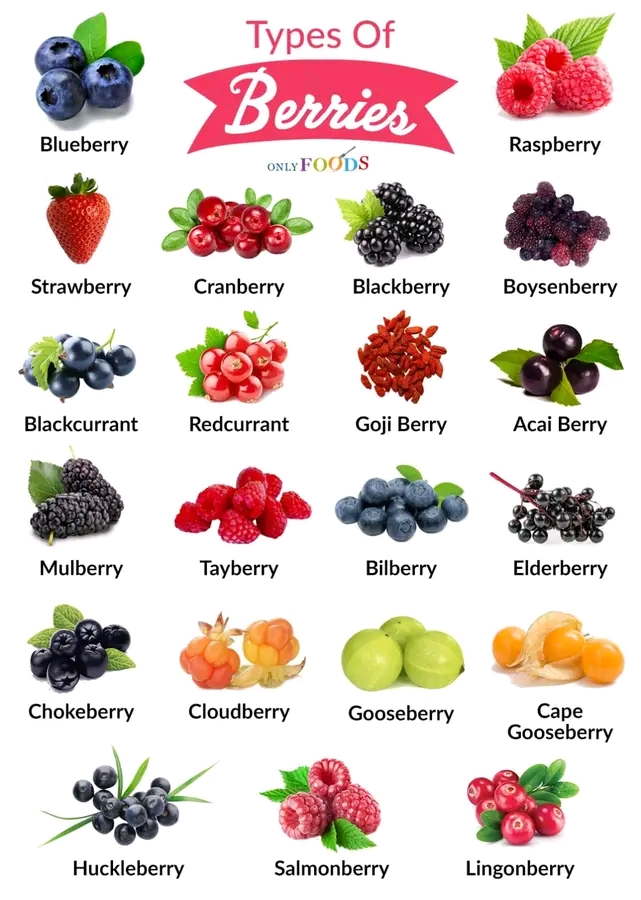 Types Of
Berries
ONLY FOODS
Blueberry
Raspberry
Strawberry
Cranberry
Blackberry
Boysenberry
Blackcurrant
Redcurrant
Goji Berry
Acai Berry
Mulberry
Tayberry
Bilberry
Elderberry
Chokeberry
Cloudberry
Gooseberry
Cape
Gooseberry
Huckleberry
Salmonberry
Lingonberry